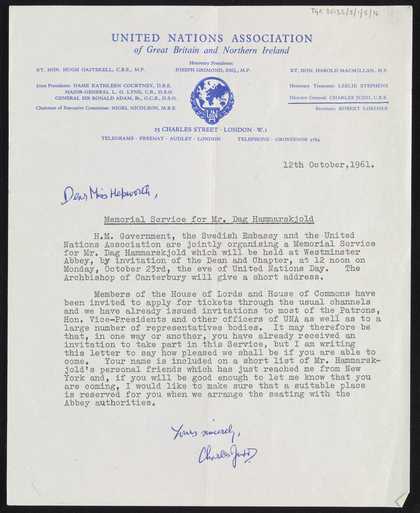 UNITED NATIONS ASSOCIATION
of Great Britain and Northern Ireland
Honorary Presidents:
RT. HON. HUGH GAITSKELL, C.B.E., M.P.
JOSEPH GRIMOND, ESQ., M.P.
RT. HON. HAROLD MACMILLAN, M.P.
Joint Presidents: DAME KATHLEEN COURTNEY, D.B.E.
MAJOR-GENERAL L. O. LYNE, C.B., D.S.O.
GENERAL SIR RONALD ADAM, Bt., G.C.B., D.S.O.
Chairman of Executive Committee: NIGEL NICOLSON, M.B.E.
Honorary Treasurer: LESLIE STEPHENS
Director-General: CHARLES JUDD, C.B.E.
Secretary:
UN
25 CHARLES STREET · LONDON · W.1
TELEGRAMS · FREENAT · AUDLEY · LONDON
TELEPHONE · GROSVENOR
12th October, 1961.
Dear Miss Hepworth,
Memorial Service for Mr. Dag Hammarskjold
H.M. Government, the Swedish Embassy and the United
Nations Association are jointly organising a Memorial Service
for Mr. Dag Hammarskjold which will be held at Westminster
Abbey, by invitation of the Dean and Chapter, at 12 noon on
Monday, October 23rd, the eve of United Nations Day. The
Archbishop of Canterbury will give a short address.
Members of the House of Lords and House of Commons have
been invited to apply for tickets through the usual channels
and we have already issued invitations to most of the Patrons,
Hon. Vice-Presidents and other officers of UNA as well as to a
large number of representatives bodies. It may therefore be
that, in one way or another, you have already received an
invitation to take part in this Service, but I am writing
this letter to say how pleased we shall be if you are able to
come. Your name is included on a short list of Mr. Hammarsk-
jold's personal friends which has just reached me from New
York and, if you will be good enough to let me know that you
are coming, I would like to make sure that a suitable place
is reserved for you when we arrange the seating with the
Abbey authorities.
Yours sincerely,
Charles Judd